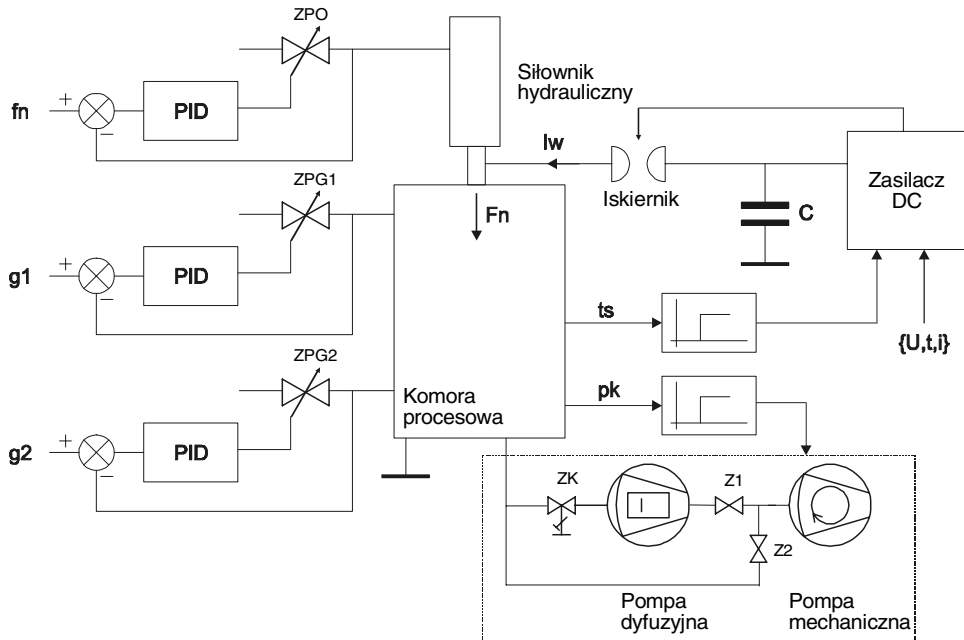 ZPO
fn
+
−
PID
Siłownik
hydrauliczny
Iw
Iskiernik
Zasilacz
DC
C
Fn
ZPG1
g1
+
−
PID
ts
{U,t,i}
ZPG2
g2
+
−
PID
Komora
procesowa
pk
ZK
Z1
Z2
Pompa
dyfuzyjna
Pompa
mechaniczna